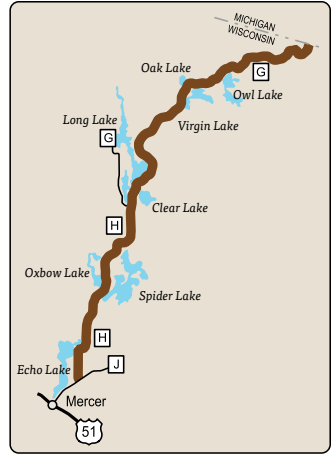 MICHIGAN
WISCONSIN
Oak Lake
G
Owl Lake
Long Lake
Virgin Lake
G
Clear Lake
H
Oxbow Lake
Spider Lake
H
J
Echo Lake
Mercer
51